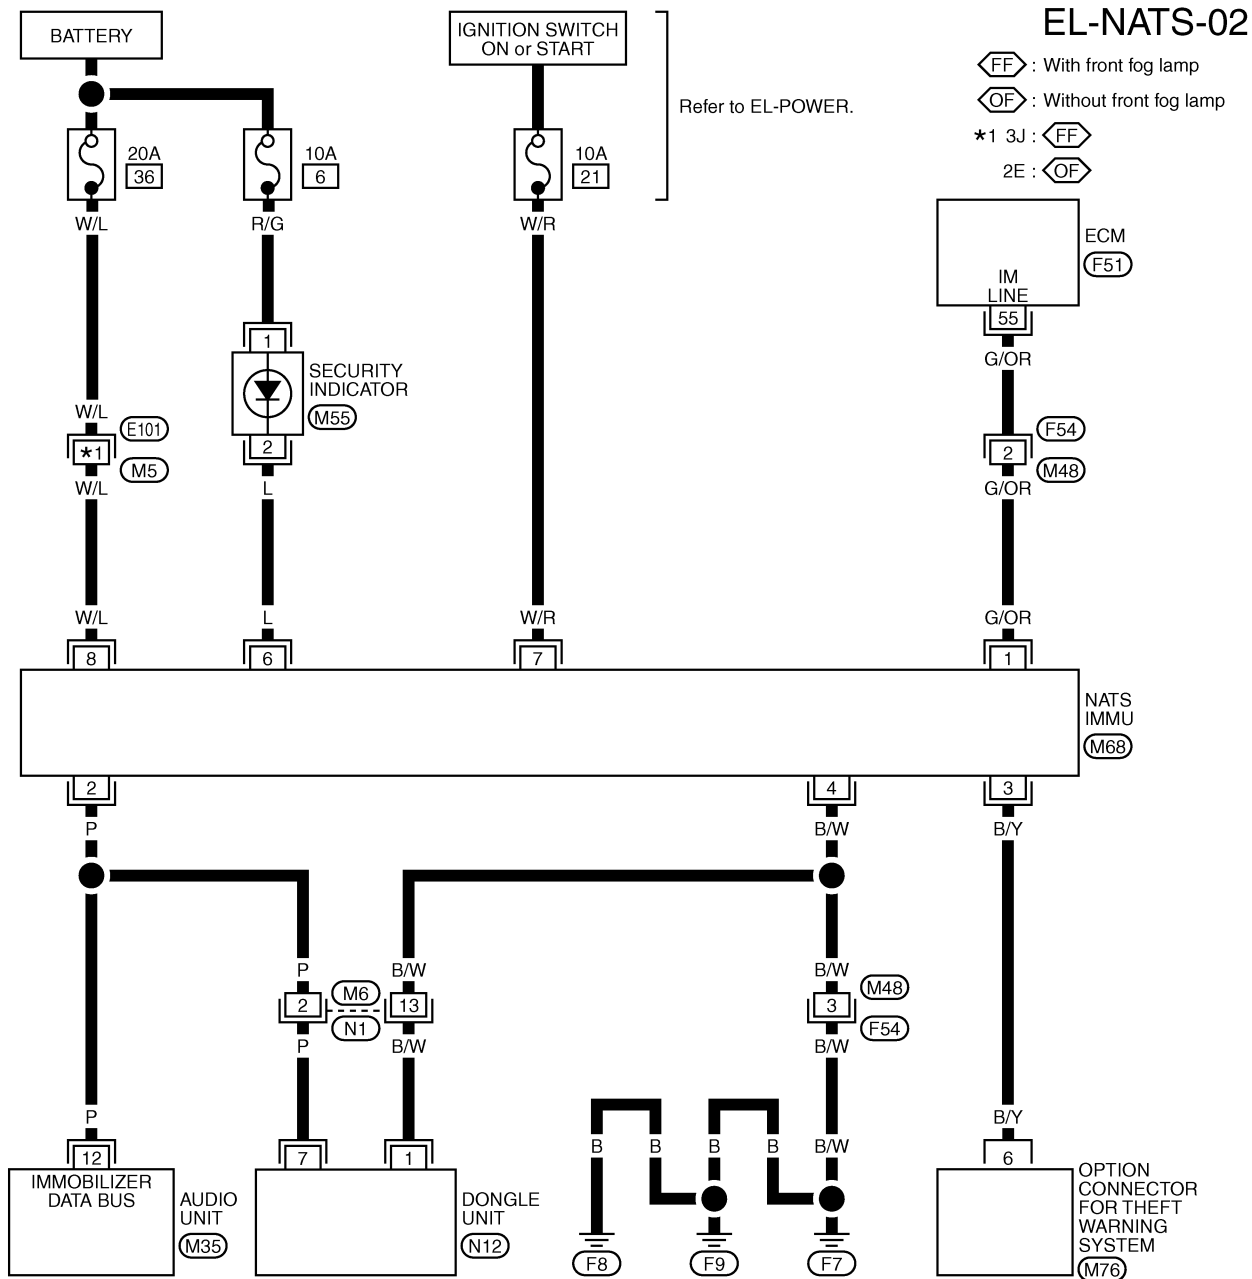 EL-NATS-02
BATTERY
IGNITION SWITCH
ON or START
Refer to EL-POWER.
FF : With front fog lamp
OF : Without front fog lamp
*1 3J : FF
2E : OF
20A
36
10A
6
10A
21
W/L
R/G
W/R
ECM
F51
IM
LINE
55
G/OR
1
SECURITY
INDICATOR
M55
2
W/L
E101
*1
M5
W/L
L
F54
2
M48
G/OR
W/L
L
W/R
G/OR
8
6
7
1
NATS
IMMU
M68
2
4
3
P
B/W
B/Y
P
B/W
B/W
2
M6
N1
13
3
M48
F54
P
B/W
B/W
P
B
B
B
B
B/W
B/Y
12
7
1
6
IMMOBILIZER
DATA BUS
AUDIO
UNIT
M35
DONGLE
UNIT
N12
F8
F9
F7
OPTION
CONNECTOR
FOR THEFT
WARNING
SYSTEM
M76